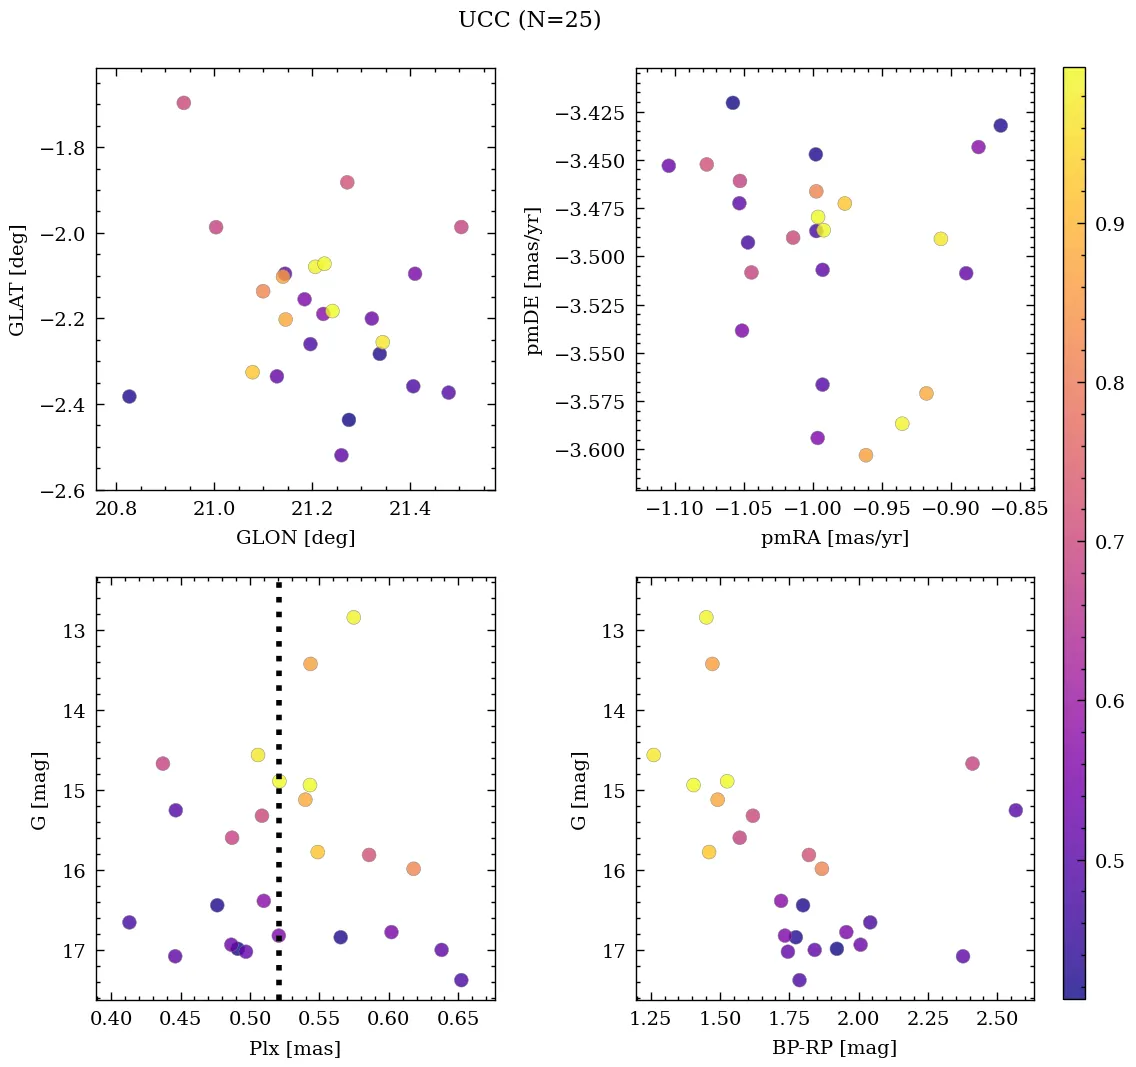 UCC (N=25)
GLAT [deg]
−1.8
−2.0
−2.2
−2.4
−2.6
20.8 21.0 21.2 21.4
GLON [deg]
pmDE [mas/yr]
−3.425
−3.450
−3.475
−3.500
−3.525
−3.550
−3.575
−3.600
−1.10 −1.05 −1.00 −0.95 −0.90 −0.85
pmRA [mas/yr]
G [mag]
13
14
15
16
17
0.40 0.45 0.50 0.55 0.60 0.65
Plx [mas]
G [mag]
13
14
15
16
17
1.25 1.50 1.75 2.00 2.25 2.50
BP-RP [mag]
0.9
0.8
0.7
0.6
0.5